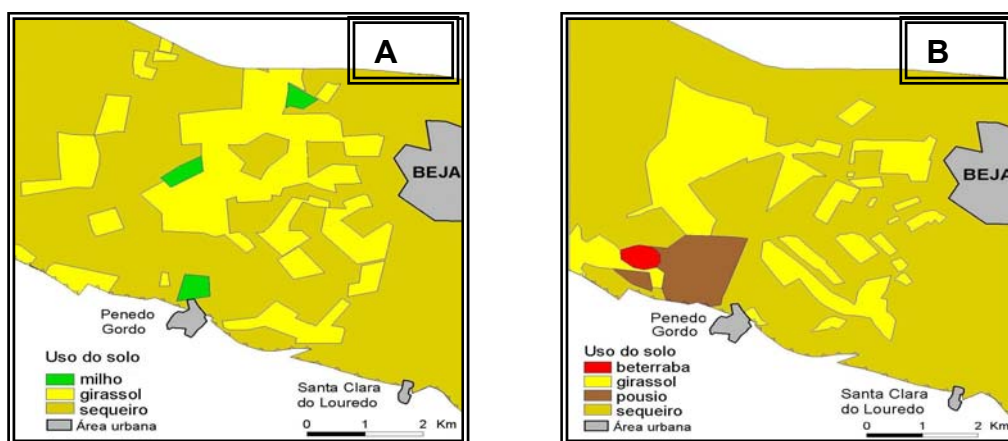 A
BEJA
Penedo
Gordo
Uso do solo
milho
girassol
sequeiro
Área urbana
Santa Clara
do Louredo
0 1 2 Km
B
BEJA
Penedo
Gordo
Uso do solo
beterraba
girassol
pousio
sequeiro
Área urbana
Santa Clara
do Louredo
0 1 2 Km